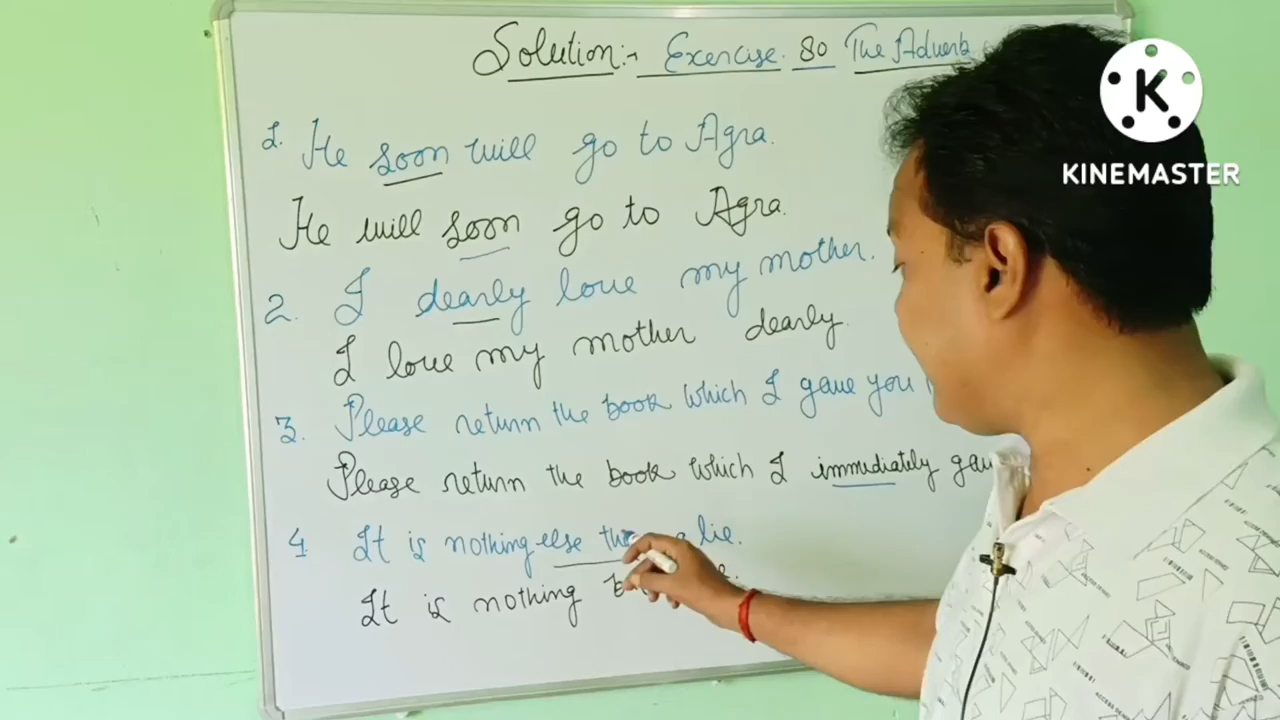 Solution:- Exercise. 80 The Adverb
1. He soon will go to Agra.
He will soon go to Agra.
2. I dearly love my mother.
I love my mother dearly.
3. Please return the book which I gave you
Please return the book which I immediately
4 It is nothing else lie.
It is nothing
K
KINEMASTER